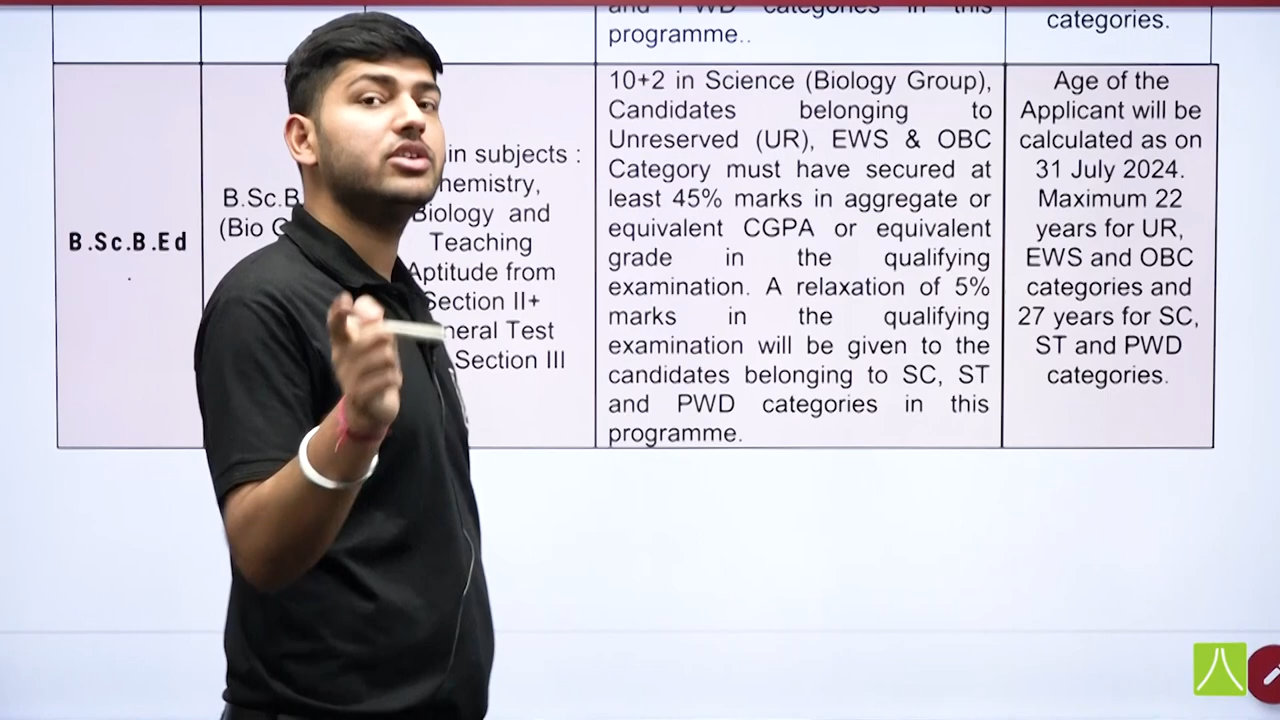 and PWD categories in this
programme..
categories.
B.Sc.B.Ed
.
B.Sc.B
(Bio
in subjects :
hemistry,
Biology and
Teaching
Aptitude from
Section II+
neral Test
Section III
10+2 in Science (Biology Group),
Candidates belonging to
Unreserved (UR), EWS & OBC
Category must have secured at
least 45% marks in aggregate or
equivalent CGPA or equivalent
grade in the qualifying
examination. A relaxation of 5%
marks in the qualifying
examination will be given to the
candidates belonging to SC, ST
and PWD categories in this
programme.
Age of the
Applicant will be
calculated as on
31 July 2024.
Maximum 22
years for UR,
EWS and OBC
categories and
27 years for SC,
ST and PWD
categories.